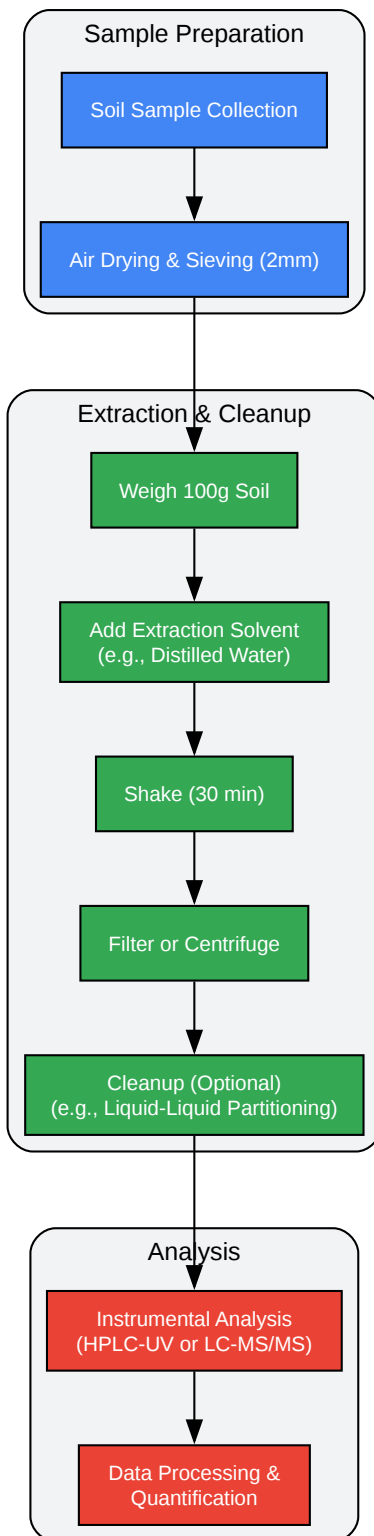 Sample Preparation
Soil Sample Collection
Air Drying & Sieving (2mm)
Extraction & Cleanup
Weigh 100g Soil
Add Extraction Solvent
(e.g., Distilled Water)
Shake (30 min)
Filter or Centrifuge
Cleanup (Optional)
(e.g., Liquid-Liquid Partitioning)
Analysis
Instrumental Analysis
(HPLC-UV or LC-MS/MS)
Data Processing &
Quantification